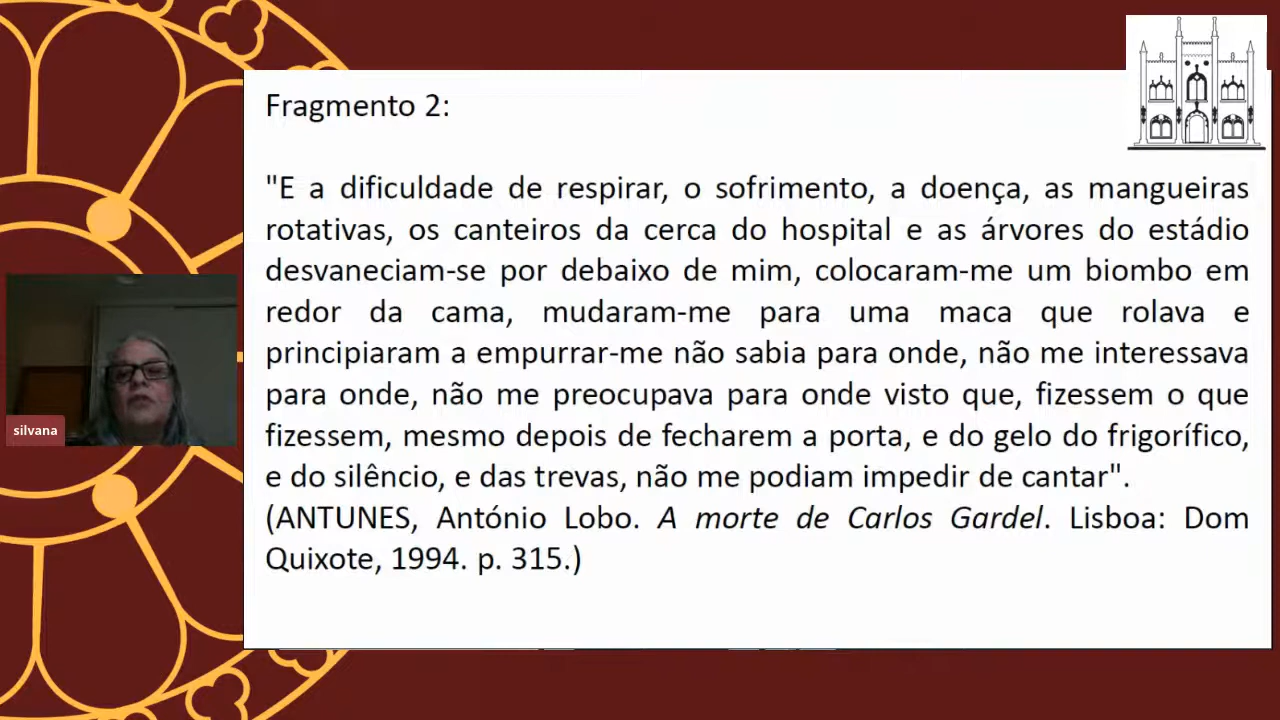 Fragmento 2:
"E a dificuldade de respirar, o sofrimento, a doença, as mangueiras
rotativas, os canteiros da cerca do hospital e as árvores do estádio
desvaneciam-se por debaixo de mim, colocaram-me um biombo em
redor da cama, mudaram-me para uma maca que rolava e
principiaram a empurrar-me não sabia para onde, não me interessava
para onde, não me preocupava para onde visto que, fizessem o que
fizessem, mesmo depois de fecharem a porta, e do gelo do frigorífico,
e do silêncio, e das trevas, não me podiam impedir de cantar".
(ANTUNES, António Lobo. A morte de Carlos Gardel. Lisboa: Dom
Quixote, 1994. p. 315.)
silvana